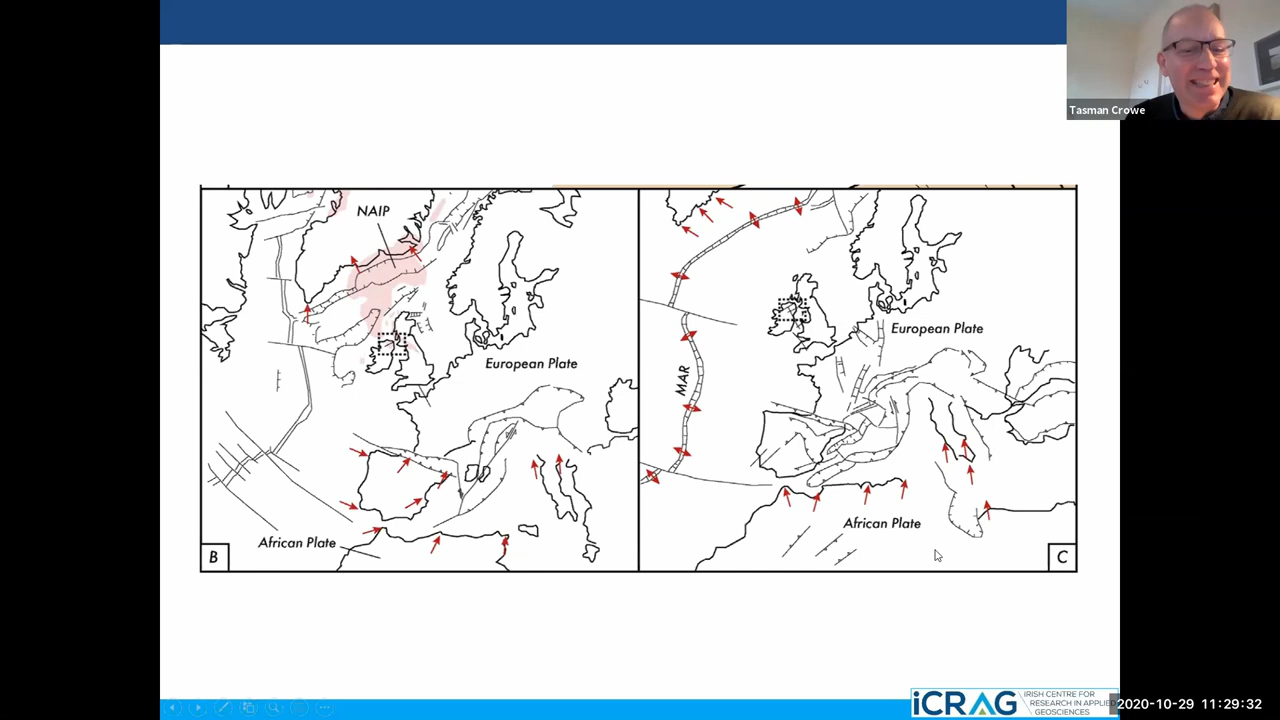 Tasman Crowe
NAIP
European Plate
African Plate
B
MAR
European Plate
African Plate
C
iCRAG
IRISH CENTRE FOR
RESEARCH IN APPLIED
GEOSCIENCES
2020-10-29 11:29:32